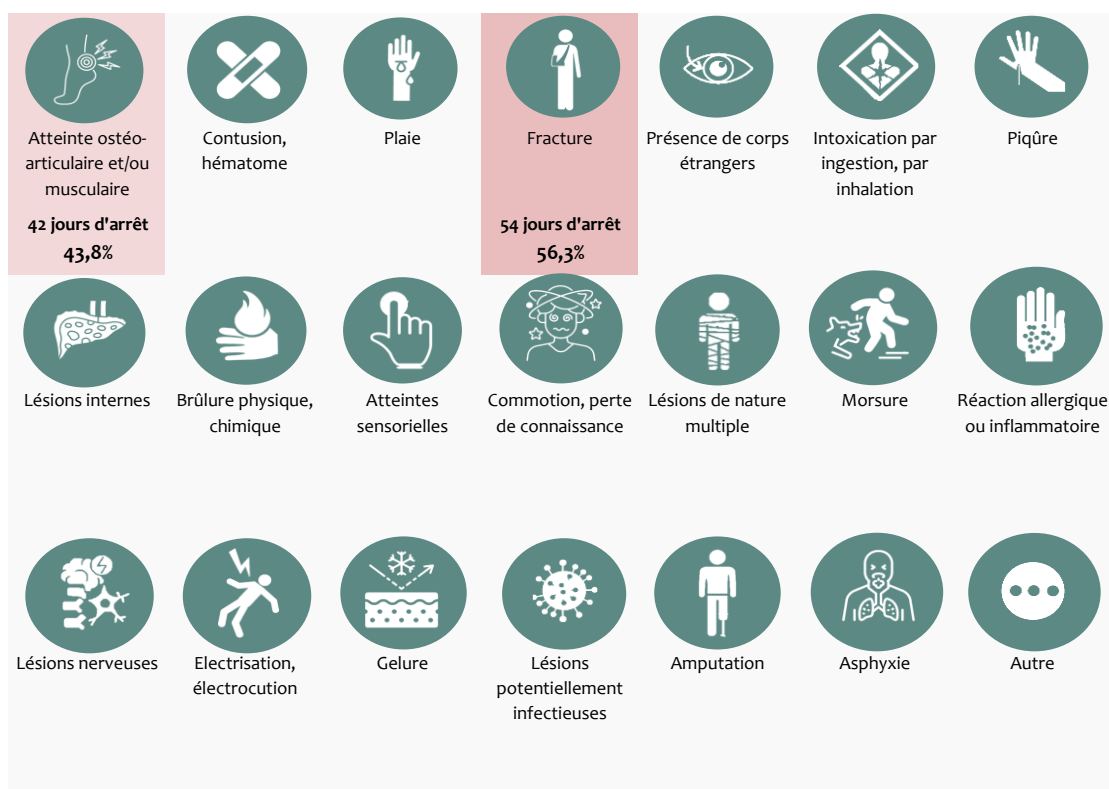 Atteinte ostéo-
articulaire et/ou
musculaire
42 jours d'arrêt
43,8%
Contusion,
hématome
Plaie
Fracture
54 jours d'arrêt
56,3%
Présence de corps
étrangers
Intoxication par
ingestion, par
inhalation
Piqûre
Lésions internes
Brûlure physique,
chimique
Atteintes
sensorielles
Commotion, perte
de connaissance
Lésions de nature
multiple
Morsure
Réaction allergique
ou inflammatoire
Lésions nerveuses
Electrisation,
électrocution
Gelure
Lésions
potentiellement
infectieuses
Amputation
Asphyxie
Autre